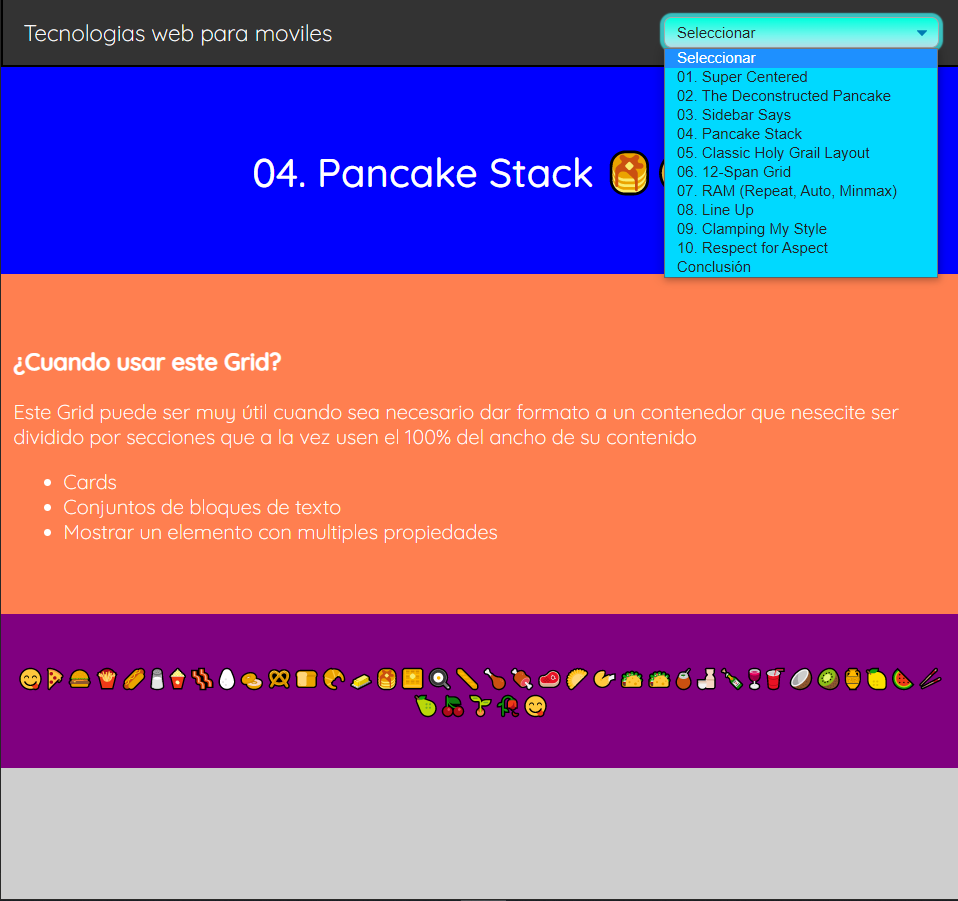 Tecnologias web para moviles
Seleccionar
Seleccionar
01. Super Centered
02. The Deconstructed Pancake
03. Sidebar Says
04. Pancake Stack
05. Classic Holy Grail Layout
06. 12-Span Grid
07. RAM (Repeat, Auto, Minmax)
08. Line Up
09. Clamping My Style
10. Respect for Aspect
Conclusión
04. Pancake Stack
¿Cuando usar este Grid?
Este Grid puede ser muy útil cuando sea necesario dar formato a un contenedor que nesecite ser
dividido por secciones que a la vez usen el 100% del ancho de su contenido
Cards
Conjuntos de bloques de texto
Mostrar un elemento con multiples propiedades